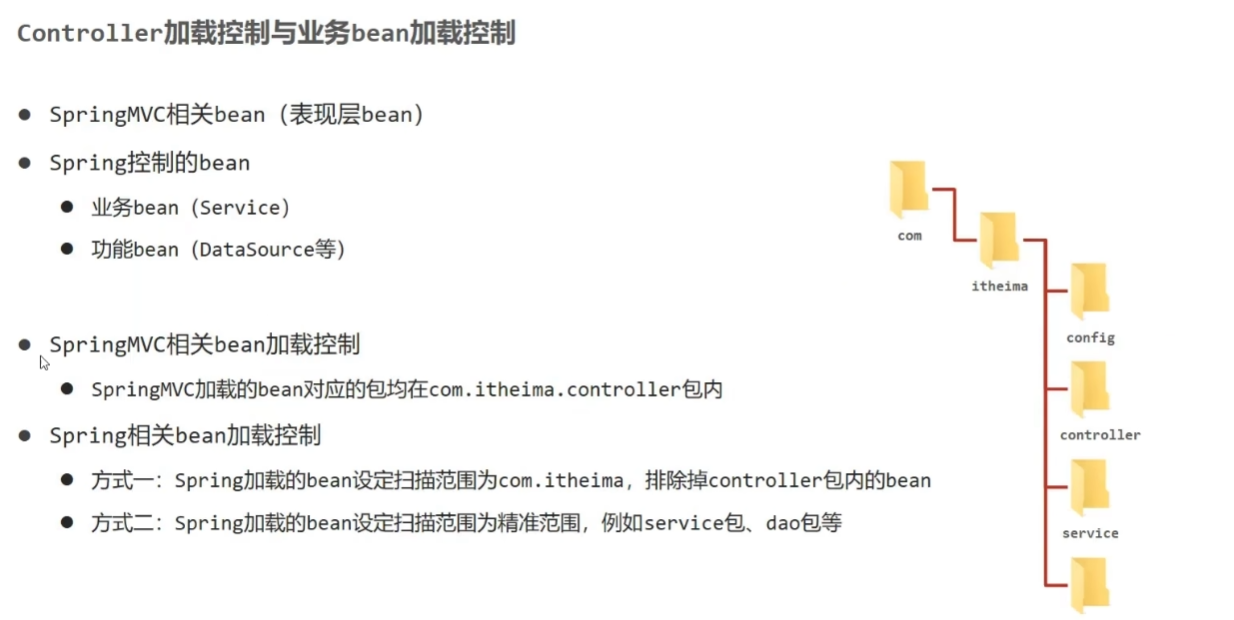 Controller加载控制与业务bean加载控制
● SpringMVC相关bean（表现层bean）
● Spring控制的bean
● 业务bean（Service）
● 功能bean（DataSource等）
● SpringMVC相关bean加载控制
● SpringMVC加载的bean对应的包均在com.itheima.controller包内
● Spring相关bean加载控制
● 方式一：Spring加载的bean设定扫描范围为com.itheima，排除掉controller包内的bean
● 方式二：Spring加载的bean设定扫描范围为精准范围，例如service包、dao包等
com
itheima
config
controller
service